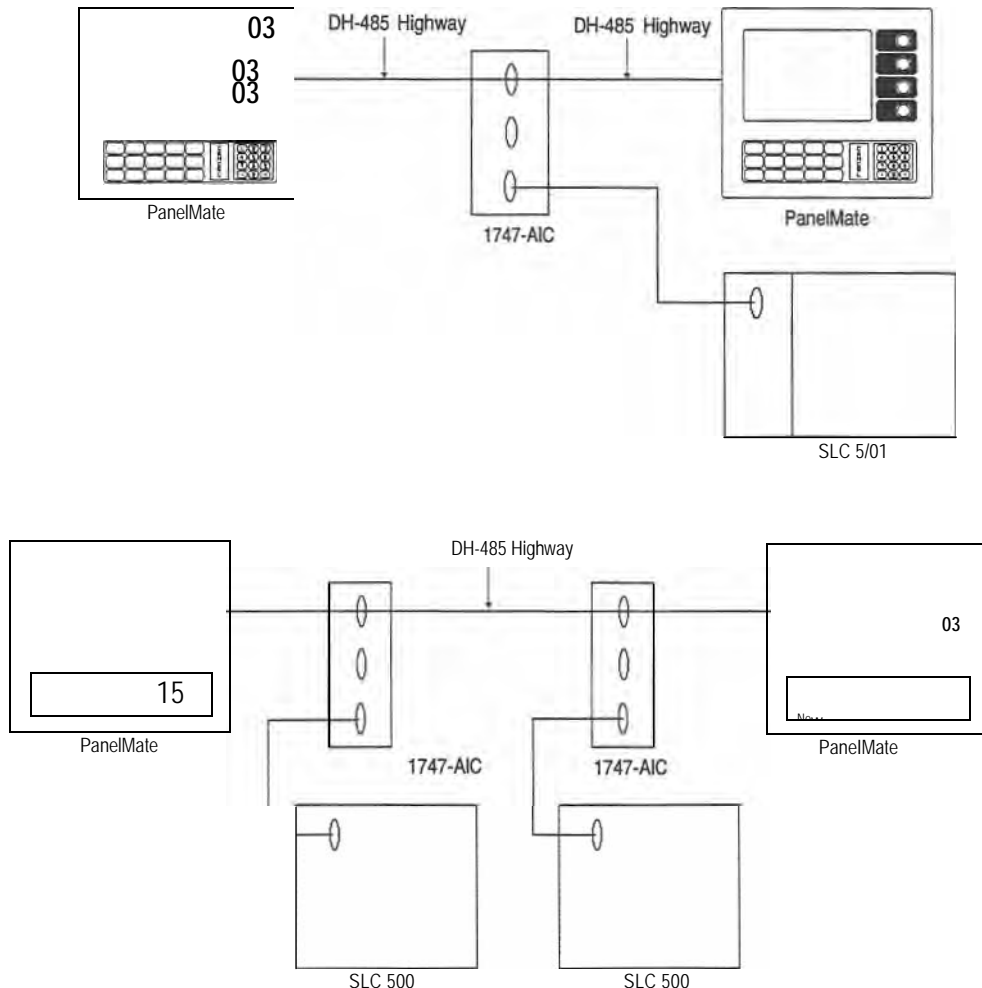 03
DH-485 Highway
DH-485 Highway
03
03
PanelMate
1747-AIC
PanelMate
SLC 5/01
DH-485 Highway
03
15
PanelMate
PanelMate
1747-AIC
1747-AIC
SLC 500
SLC 500